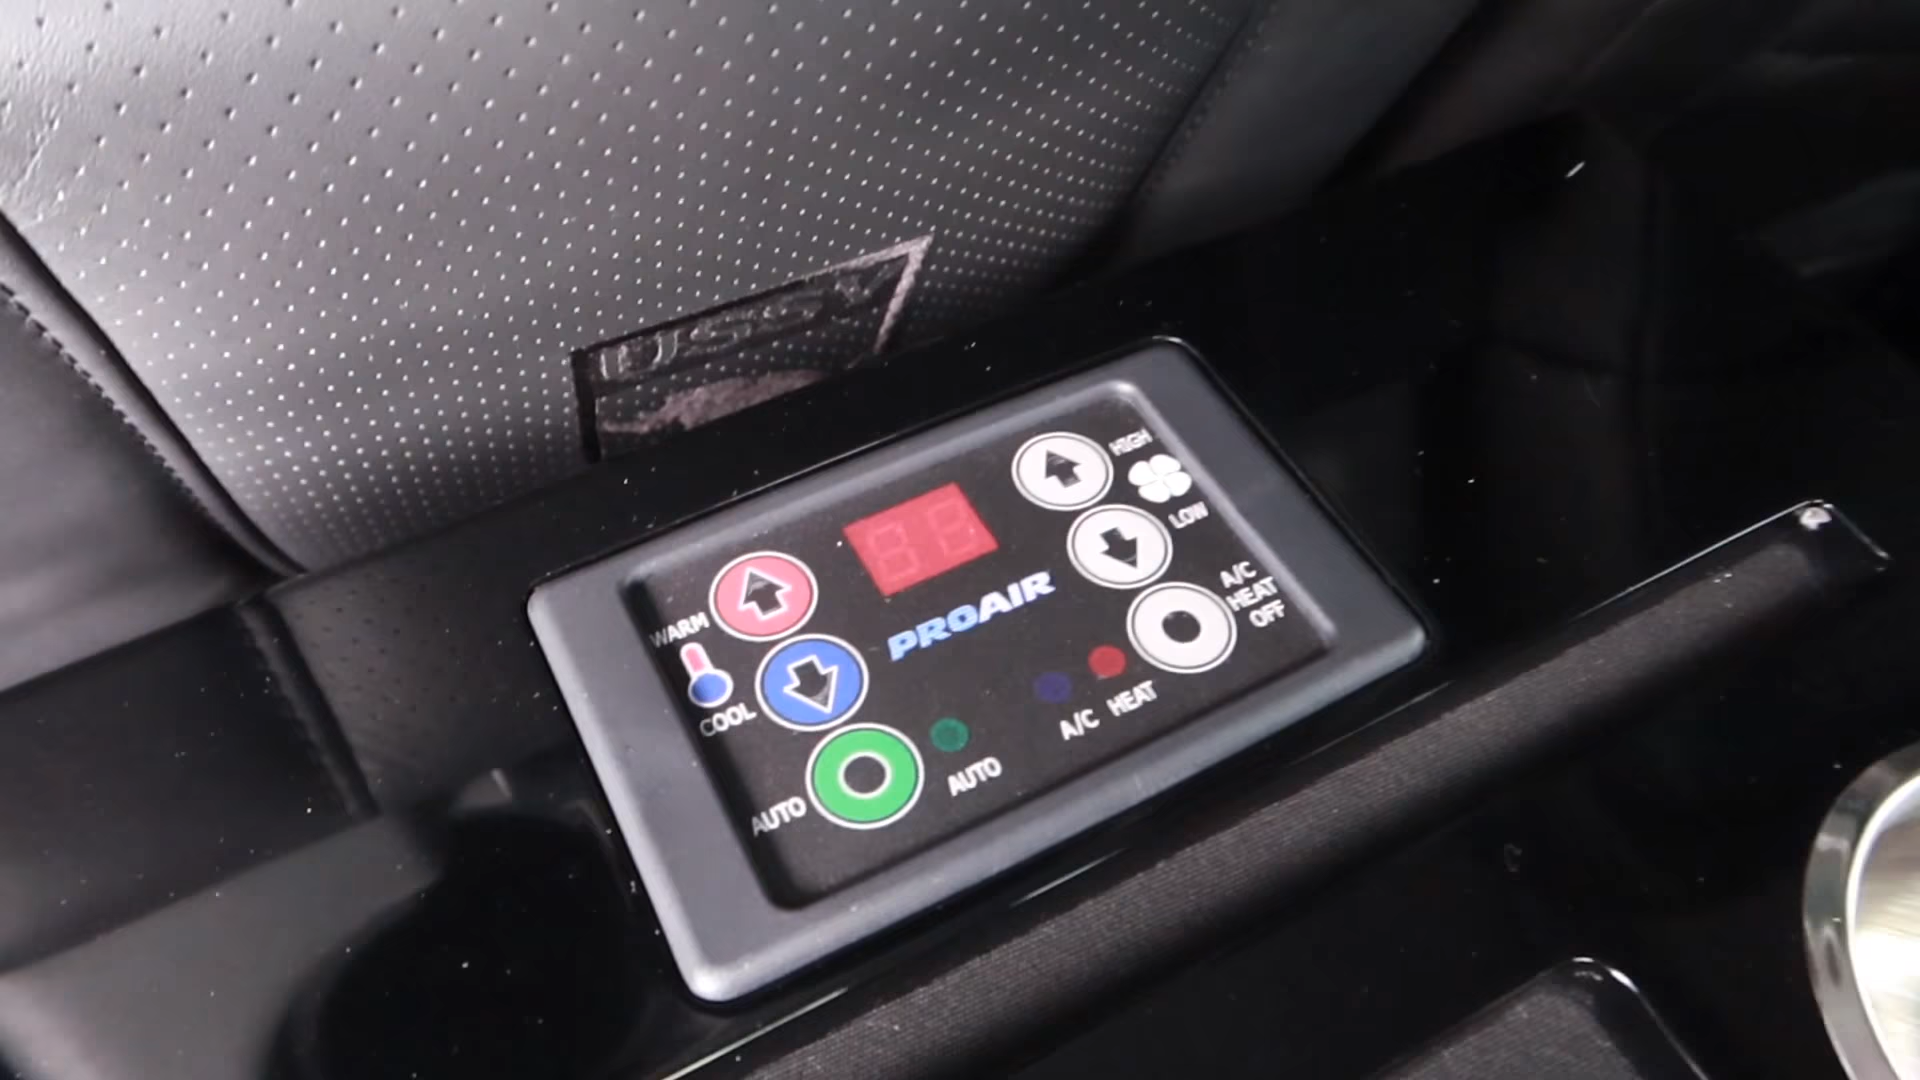 HIGH
LOW
WARM
PROAIR
A/C
HEAT
OFF
COOL
A/C HEAT
AUTO
AUTO